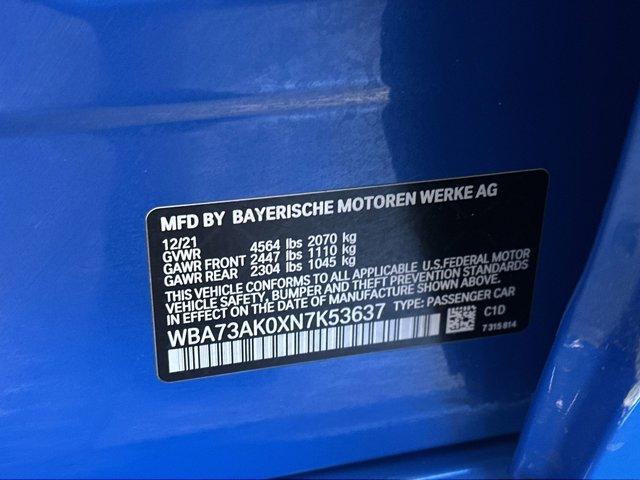 MFD BY BAYERISCHE MOTOREN WERKE AG
12/21
GVWR 4564 lbs 2070 kg
GAWR FRONT 2447 lbs 1110 kg
GAWR REAR 2304 lbs 1045 kg
THIS VEHICLE CONFORMS TO ALL APPLICABLE U.S.FEDERAL MOTOR
VEHICLE SAFETY, BUMPER, AND THEFT PREVENTION STANDARDS
IN EFFECT ON THE DATE OF MANUFACTURE SHOWN ABOVE.
WBA73AK0XN7K53637 TYPE: PASSENGER CAR
C1D
7 315 814